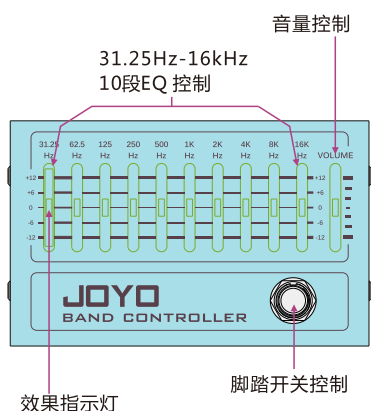 音量控制
31.25Hz-16kHz
10段EQ 控制
31.25 62.5 125 250 500 1K 2K 4K 8K 16K
Hz Hz Hz Hz Hz Hz Hz Hz Hz Hz VOLUME
+12 +12
+6 +6
0 0
-6 -6
-12 -12
JOYO
BAND CONTROLLER
脚踏开关控制
效果指示灯